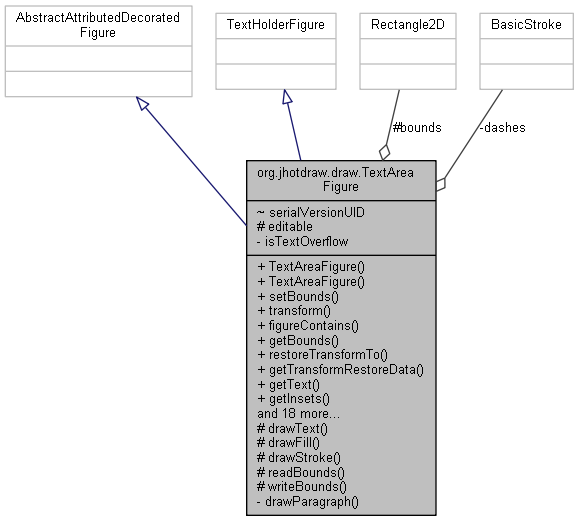 AbstractAttributedDecorated
Figure
TextHolderFigure
Rectangle2D
BasicStroke
#bounds
-dashes
org.jhotdraw.draw.TextArea
Figure
~ serialVersionUID
# editable
- isTextOverflow
+ TextAreaFigure()
+ TextAreaFigure()
+ setBounds()
+ transform()
+ figureContains()
+ getBounds()
+ restoreTransformTo()
+ getTransformRestoreData()
+ getText()
+ getInsets()
and 18 more...
# drawText()
# drawFill()
# drawStroke()
# readBounds()
# writeBounds()
- drawParagraph()